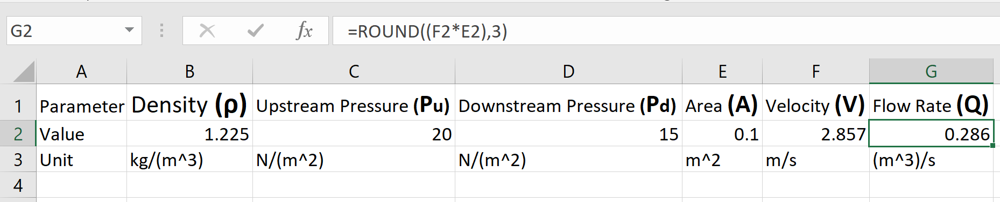 G2 fx =ROUND((F2*E2),3)
A B C D E F G
1 Parameter Density (ρ) Upstream Pressure (Pu) Downstream Pressure (Pd) Area (A) Velocity (V) Flow Rate (Q)
2 Value 1.225 20 15 0.1 2.857 0.286
3 Unit kg/(m^3) N/(m^2) N/(m^2) m^2 m/s (m^3)/s
4